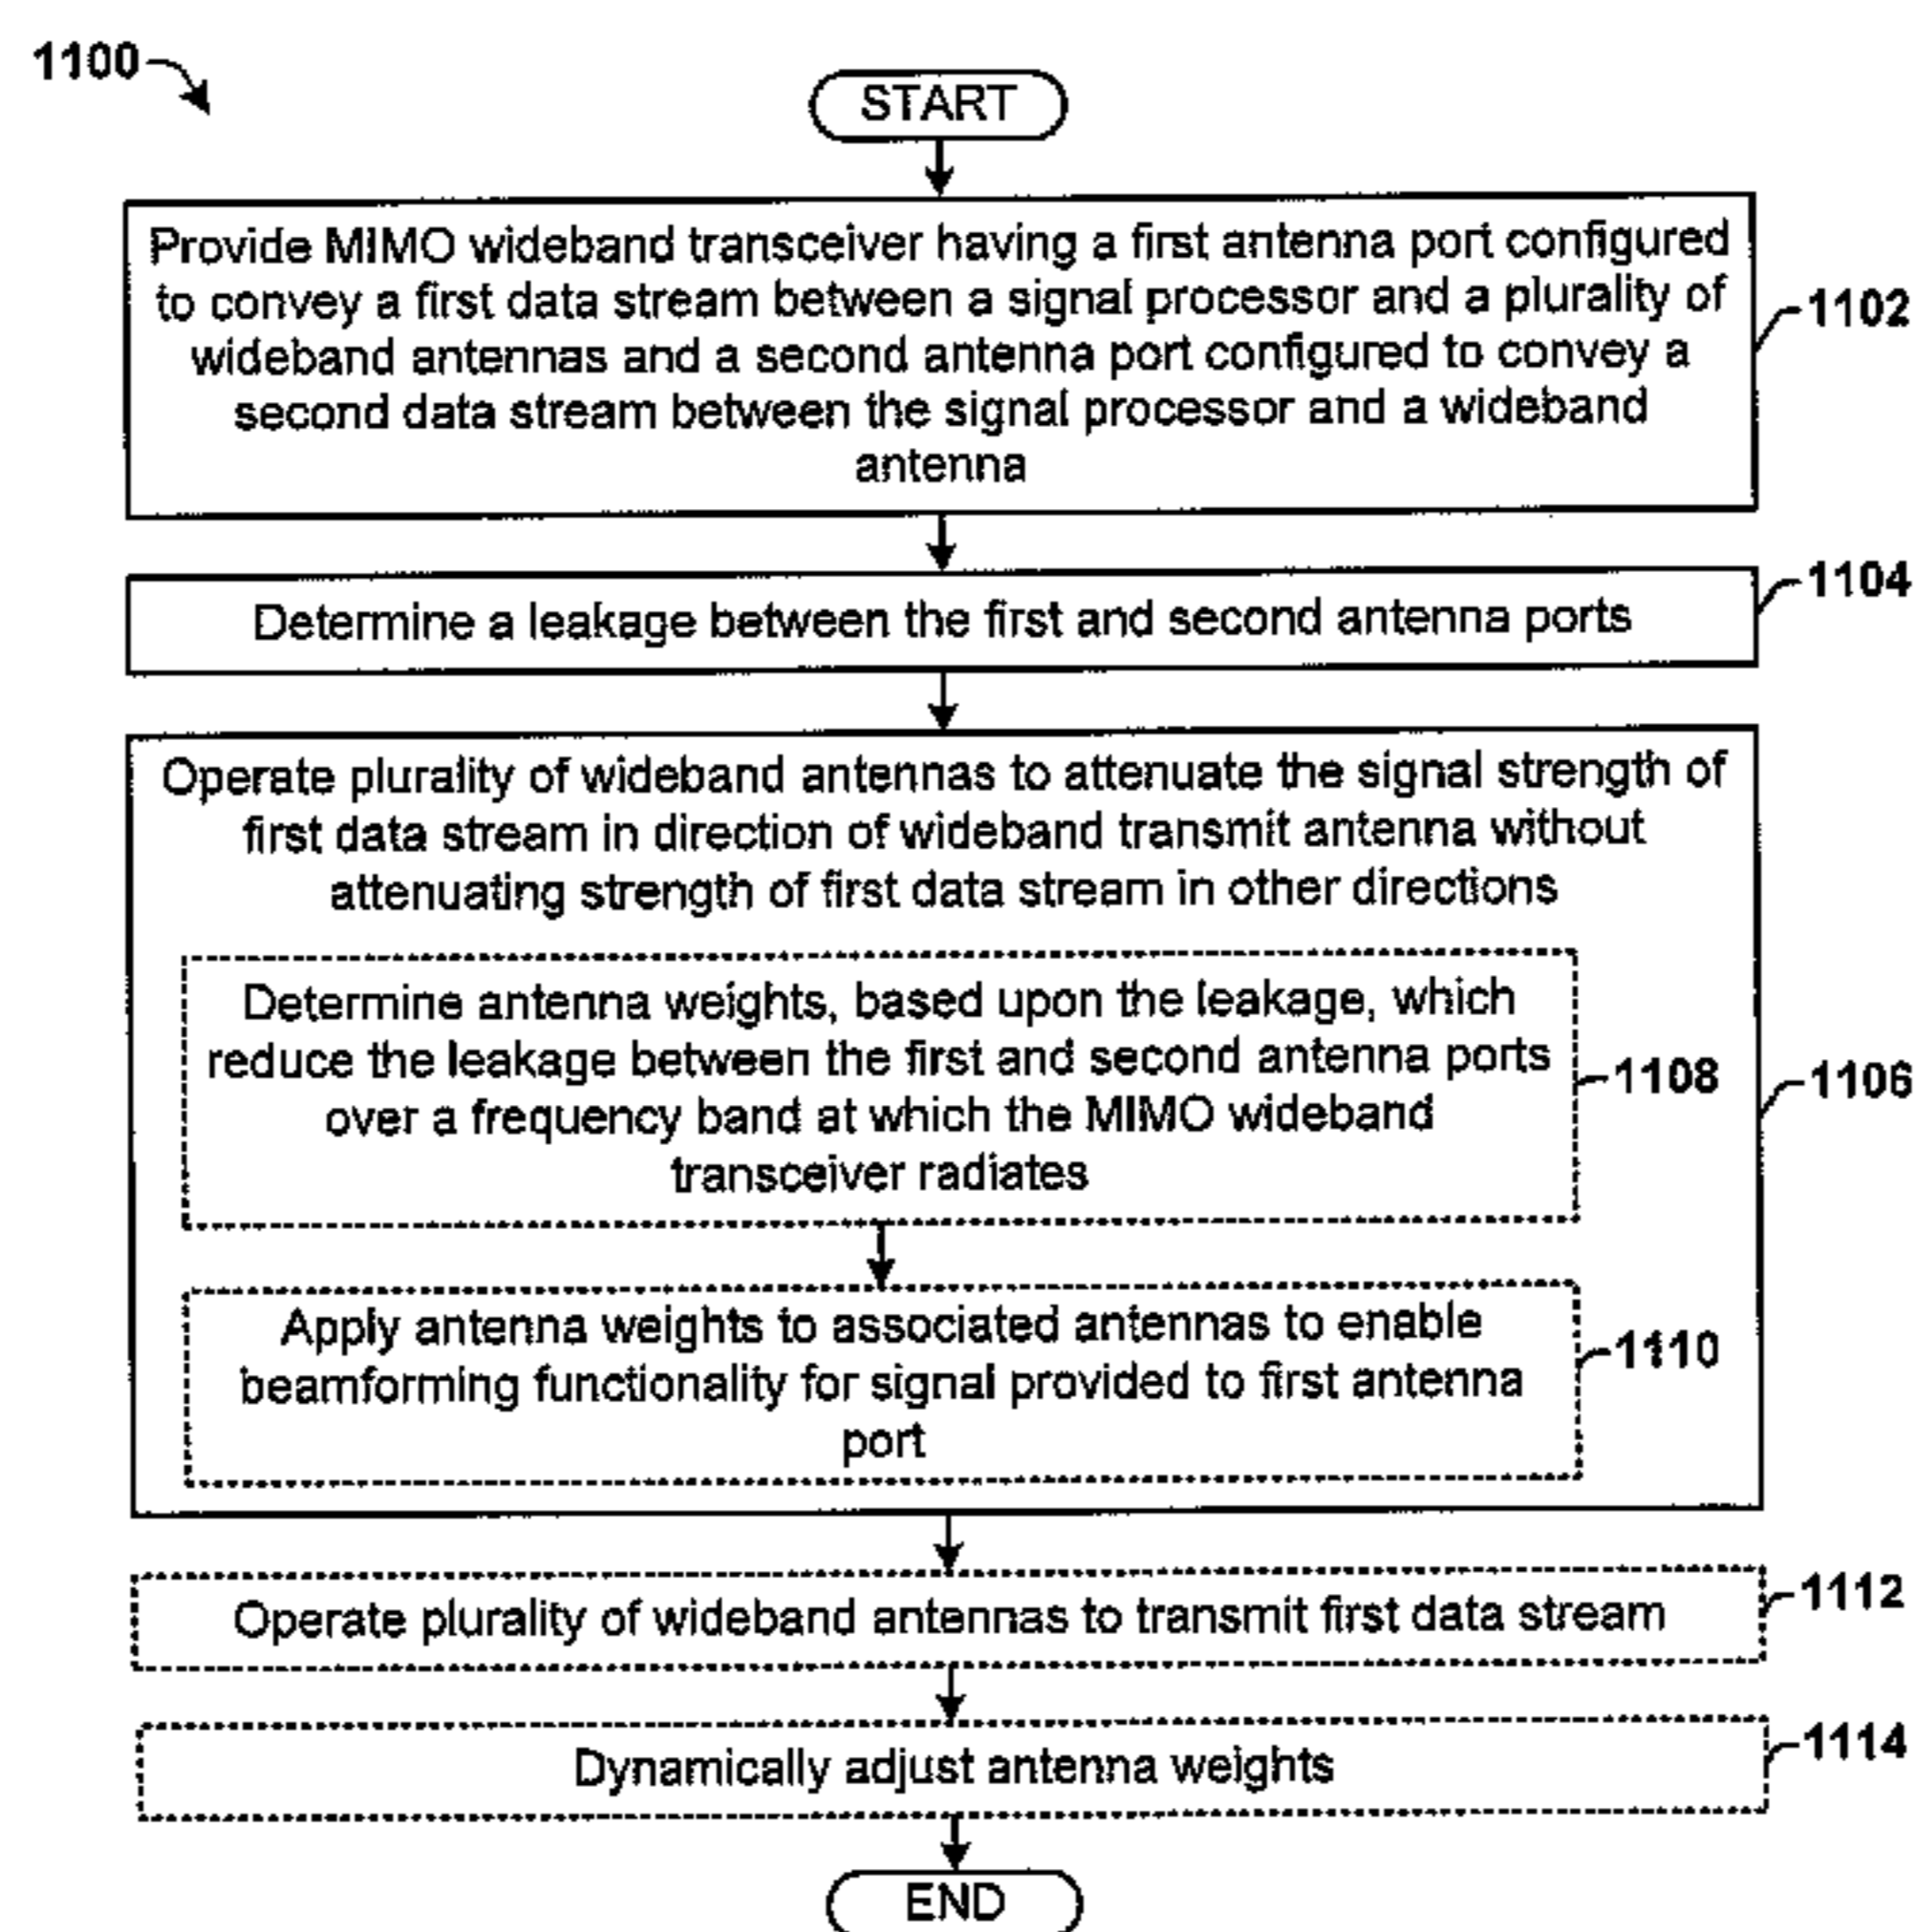 1100
START
Provide MIMO wideband transceiver having a first antenna port configured
to convey a first data stream between a signal processor and a plurality of
wideband antennas and a second antenna port configured to convey a
second data stream between the signal processor and a wideband
antenna
1102
Determine a leakage between the first and second antenna ports
1104
Operate plurality of wideband antennas to attenuate the signal strength of
first data stream in direction of wideband transmit antenna without
attenuating strength of first data stream in other directions
1106
Determine antenna weights, based upon the leakage, which
reduce the leakage between the first and second antenna ports
over a frequency band at which the MIMO wideband
transceiver radiates
1108
Apply antenna weights to associated antennas to enable
beamforming functionality for signal provided to first antenna
port
1110
Operate plurality of wideband antennas to transmit first data stream
1112
Dynamically adjust antenna weights
1114
END